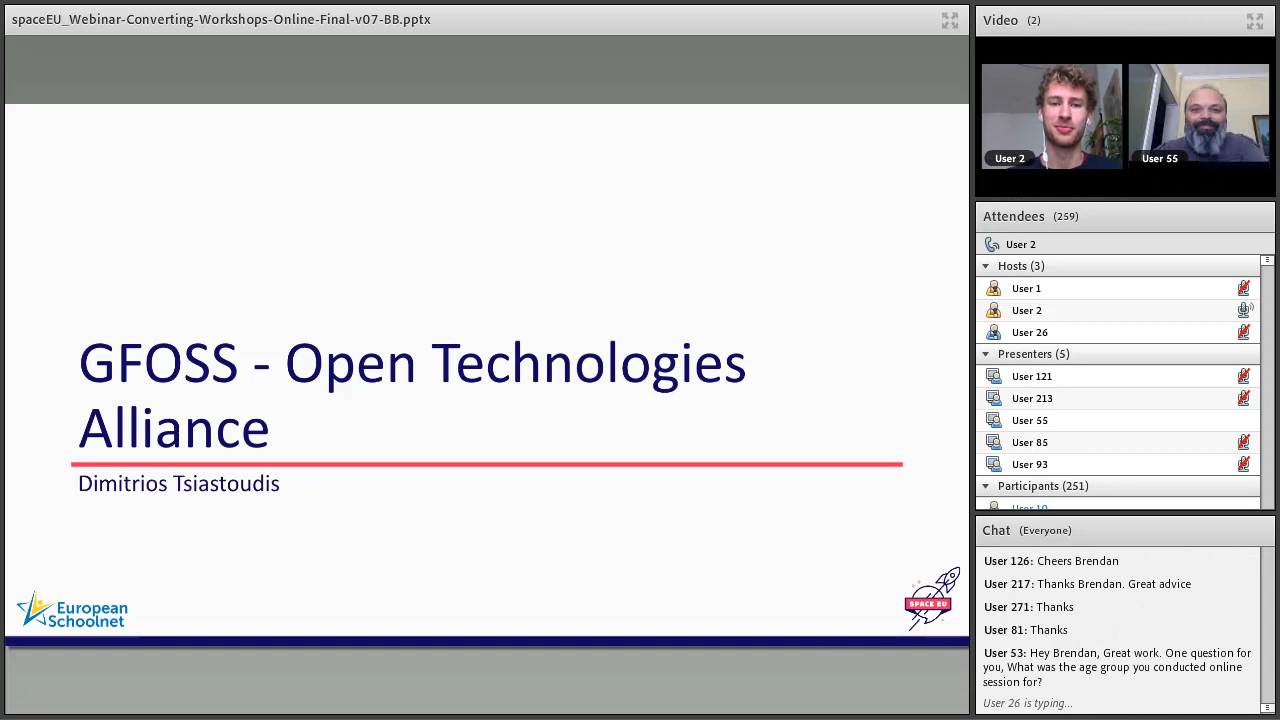 spaceEU_Webinar-Converting-Workshops-Online-Final-v07-BB.pptx
GFOSS - Open Technologies
Alliance
Dimitrios Tsiastoudis
European
Schoolnet
SPACE EU
Video (2)
User 2
User 55
Attendees (259)
User 2
Hosts (3)
User 1
User 2
User 26
Presenters (5)
User 121
User 213
User 55
User 85
User 93
Participants (251)
User 10
Chat (Everyone)
User 126: Cheers Brendan
User 217: Thanks Brendan. Great advice
User 271: Thanks
User 81: Thanks
User 53: Hey Brendan, Great work. One question for
you, What was the age group you conducted online
session for?
User 26 is typing...